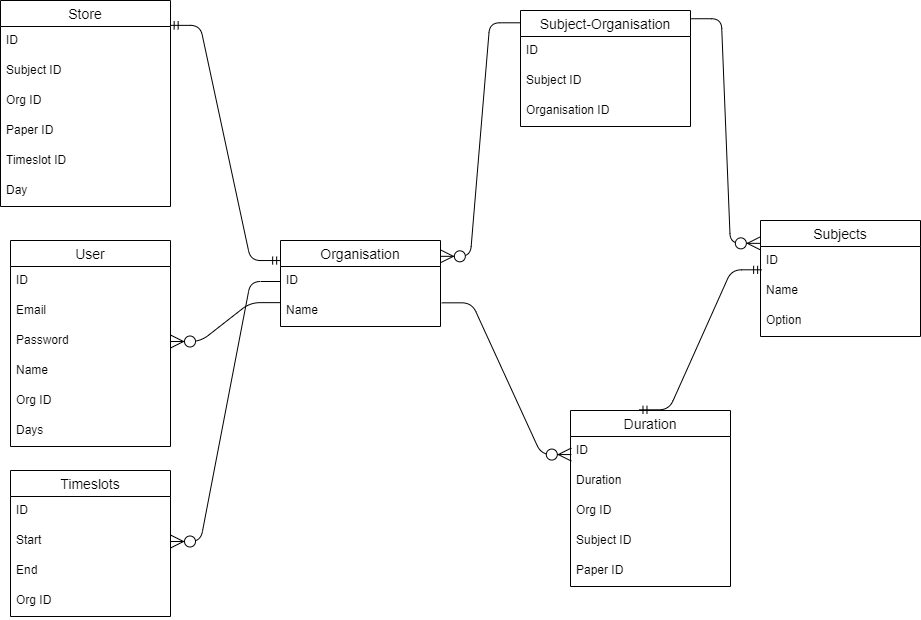 Store
ID
Subject ID
Org ID
Paper ID
Timeslot ID
Day
Subject-Organisation
ID
Subject ID
Organisation ID
User
ID
Email
Password
Name
Org ID
Days
Organisation
ID
Name
Subjects
ID
Name
Option
Timeslots
ID
Start
End
Org ID
Duration
ID
Duration
Org ID
Subject ID
Paper ID